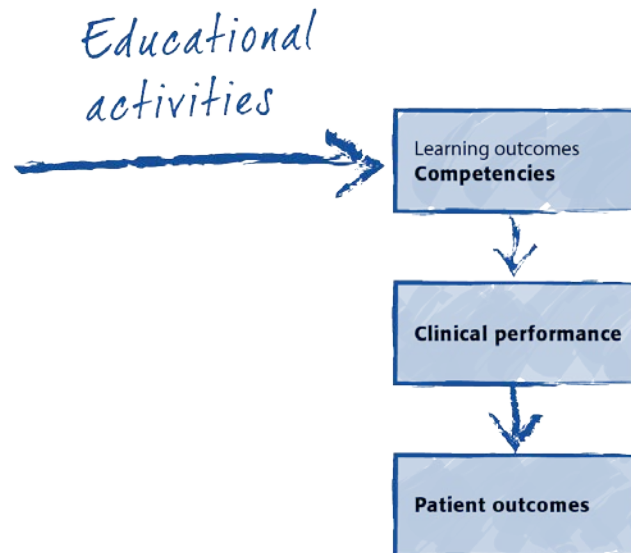 Educational
activities
Learning outcomes
Competencies
Clinical performance
Patient outcomes